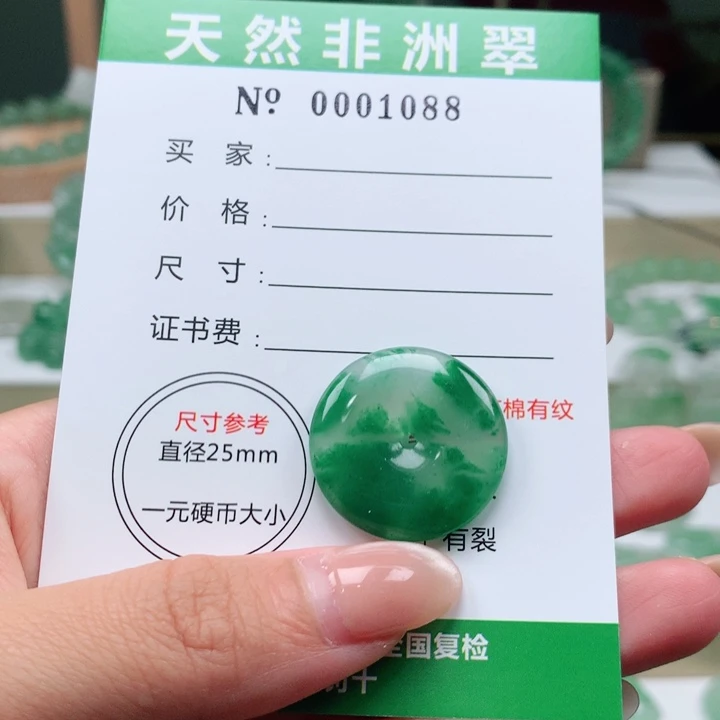 天然非洲翠
Nº 0001088
买 家：
价 格：
尺 寸：
证书费：
尺寸参考
直径25mm
一元硬币大小
棉有纹
有裂
全国复检